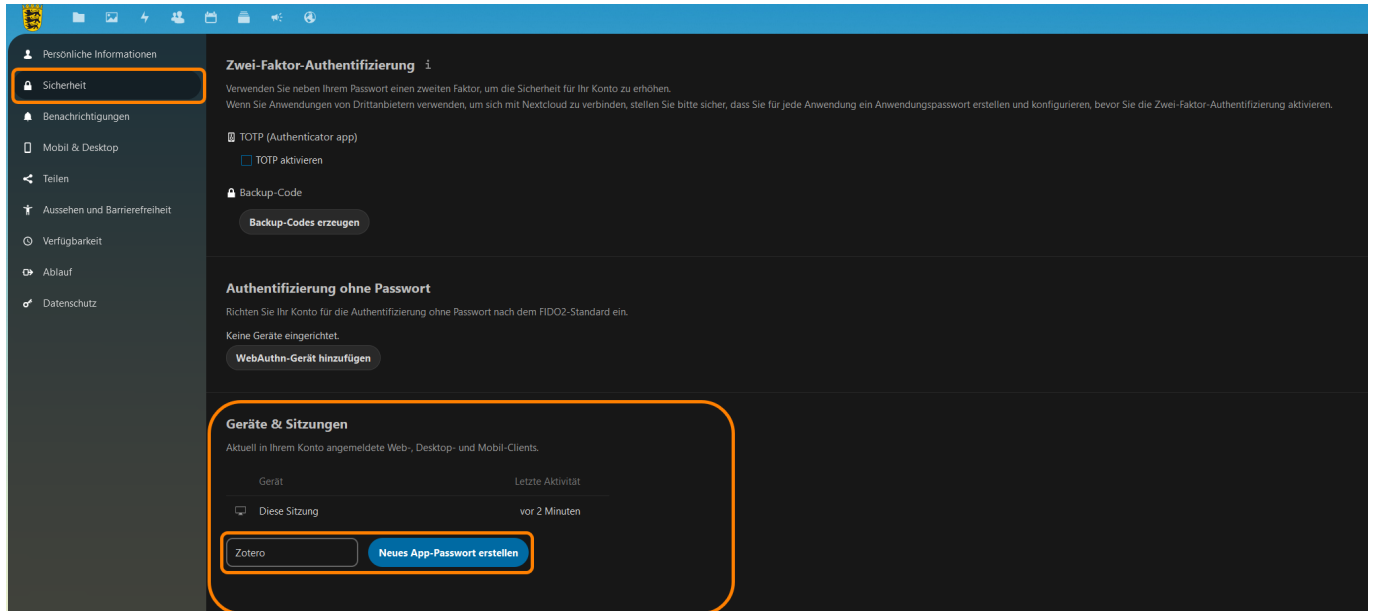 Persönliche Informationen
Sicherheit
Benachrichtigungen
Mobil & Desktop
Teilen
Aussehen und Barrierefreiheit
Verfügbarkeit
Ablauf
Datenschutz
Zwei-Faktor-Authentifizierung i
Verwenden Sie neben Ihrem Passwort einen zweiten Faktor, um die Sicherheit für Ihr Konto zu erhöhen.
Wenn Sie Anwendungen von Drittanbietern verwenden, um sich mit Nextcloud zu verbinden, stellen Sie bitte sicher, dass Sie für jede Anwendung ein Anwendungspasswort erstellen und konfigurieren, bevor Sie die Zwei-Faktor-Authentifizierung aktivieren.
TOTP (Authenticator app)
TOTP aktivieren
Backup-Code
Backup-Codes erzeugen
Authentifizierung ohne Passwort
Richten Sie Ihr Konto für die Authentifizierung ohne Passwort nach dem FIDO2-Standard ein.
Keine Geräte eingerichtet.
WebAuthn-Gerät hinzufügen
Geräte & Sitzungen
Aktuell in Ihrem Konto angemeldete Web-, Desktop- und Mobil-Clients.
Gerät Letzte Aktivität
Diese Sitzung vor 2 Minuten
Zotero Neues App-Passwort erstellen